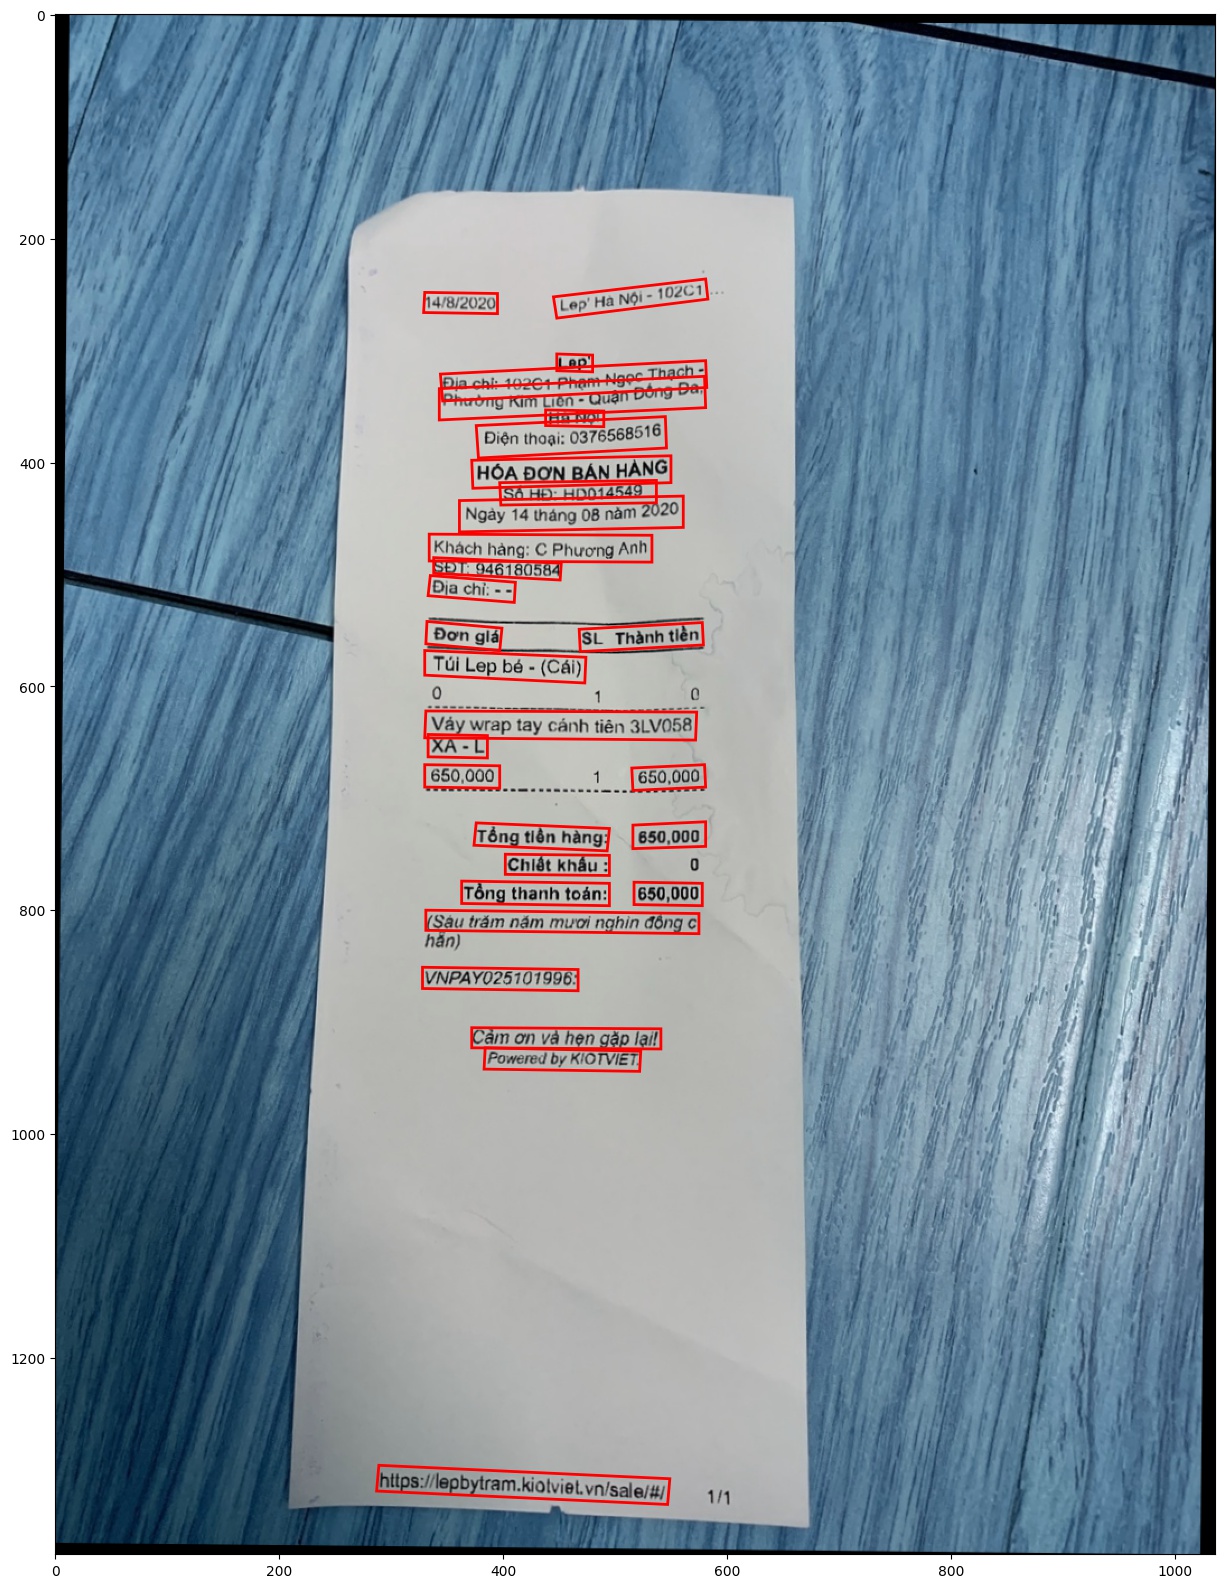 14/8/2020 Lep' Hà Nội - 102C1 ...
Lep'
Địa chỉ: 102C1 Phạm Ngọc Thạch -
Phường Kim Liên - Quận Đống Đa,
Hà Nội
Điện thoại: 0376568516
HÓA ĐƠN BÁN HÀNG
Số HĐ: HD014549
Ngày 14 tháng 08 năm 2020
Khách hàng: C Phương Anh
SĐT: 946180584
Địa chỉ: - -
Đơn giá SL Thành tiền
Túi Lep bé - (Cái)
0 1 0
Váy wrap tay cánh tiên 3LV058
XA - L
650,000 1 650,000
Tổng tiền hàng: 650,000
Chiết khấu : 0
Tổng thanh toán: 650,000
(Sáu trăm năm mươi nghìn đồng c
hẵn)
VNPAY025101996:
Cảm ơn và hẹn gặp lại!
Powered by KIOTVIET.
https://lepbytram.kiotviet.vn/sale/#/ 1/1
0
200
400
600
800
1000
1200
0 200 400 600 800 1000